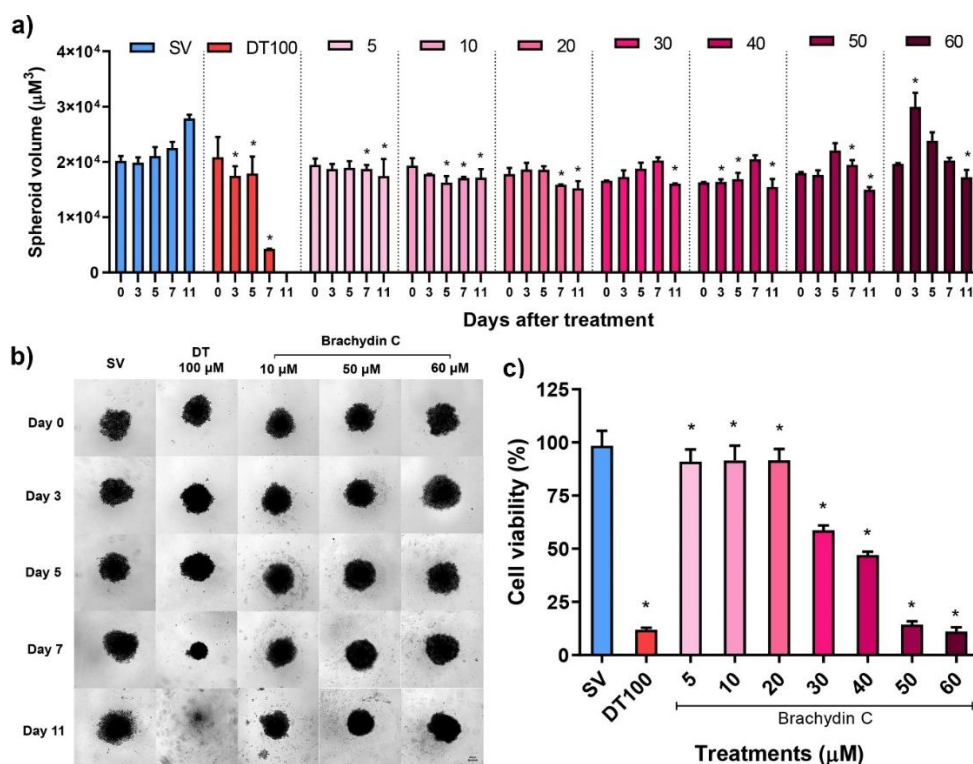 a)
SV DT100 5 10 20 30 40 50 60
Spheroid volume (µM³)
4×10⁴
3×10⁴
2×10⁴
1×10⁴
0
* * * * * * * * * * * * * * * * * *
0 3 5 7 11 0 3 5 7 11 0 3 5 7 11 0 3 5 7 11 0 3 5 7 11 0 3 5 7 11 0 3 5 7 11 0 3 5 7 11 0 3 5 7 11
Days after treatment
b)
SV
DT
100 µM
Brachydin C
10 µM 50 µM 60 µM
Day 0
Day 3
Day 5
Day 7
Day 11
c)
Cell viability (%)
125
100
75
50
25
0
* * * * * * * *
SV DT100 5 10 20 30 40 50 60
Brachydin C
Treatments (µM)